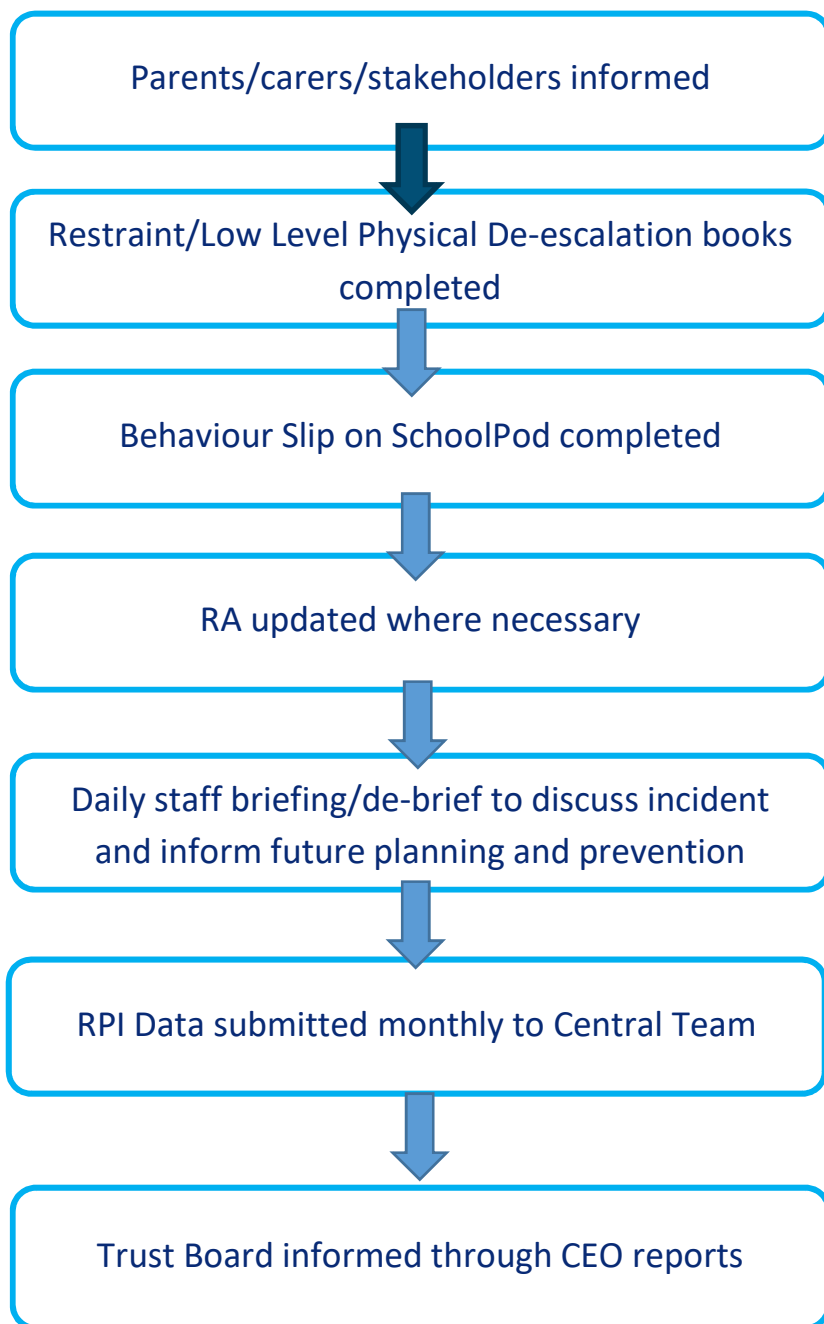 Parents/carers/stakeholders informed
Restraint/Low Level Physical De-escalation books
completed
Behaviour Slip on SchoolPod completed
RA updated where necessary
Daily staff briefing/de-brief to discuss incident
and inform future planning and prevention
RPI Data submitted monthly to Central Team
Trust Board informed through CEO reports